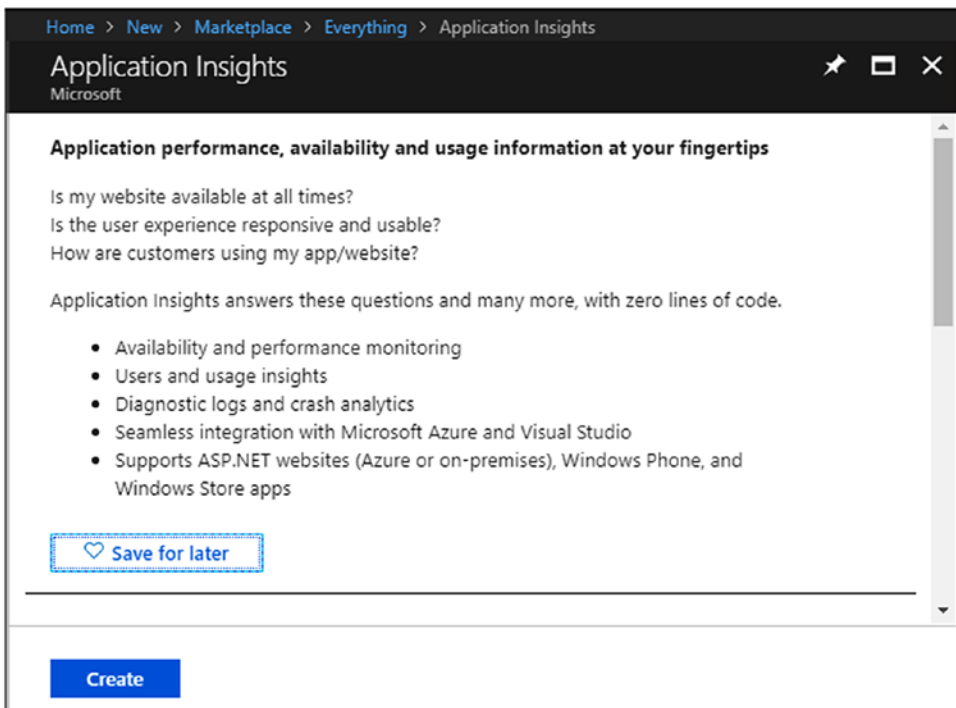 Home > New > Marketplace > Everything > Application Insights
Application Insights
Microsoft
Application performance, availability and usage information at your fingertips
Is my website available at all times?
Is the user experience responsive and usable?
How are customers using my app/website?
Application Insights answers these questions and many more, with zero lines of code.
• Availability and performance monitoring
• Users and usage insights
• Diagnostic logs and crash analytics
• Seamless integration with Microsoft Azure and Visual Studio
• Supports ASP.NET websites (Azure or on-premises), Windows Phone, and
Windows Store apps
Save for later
Create